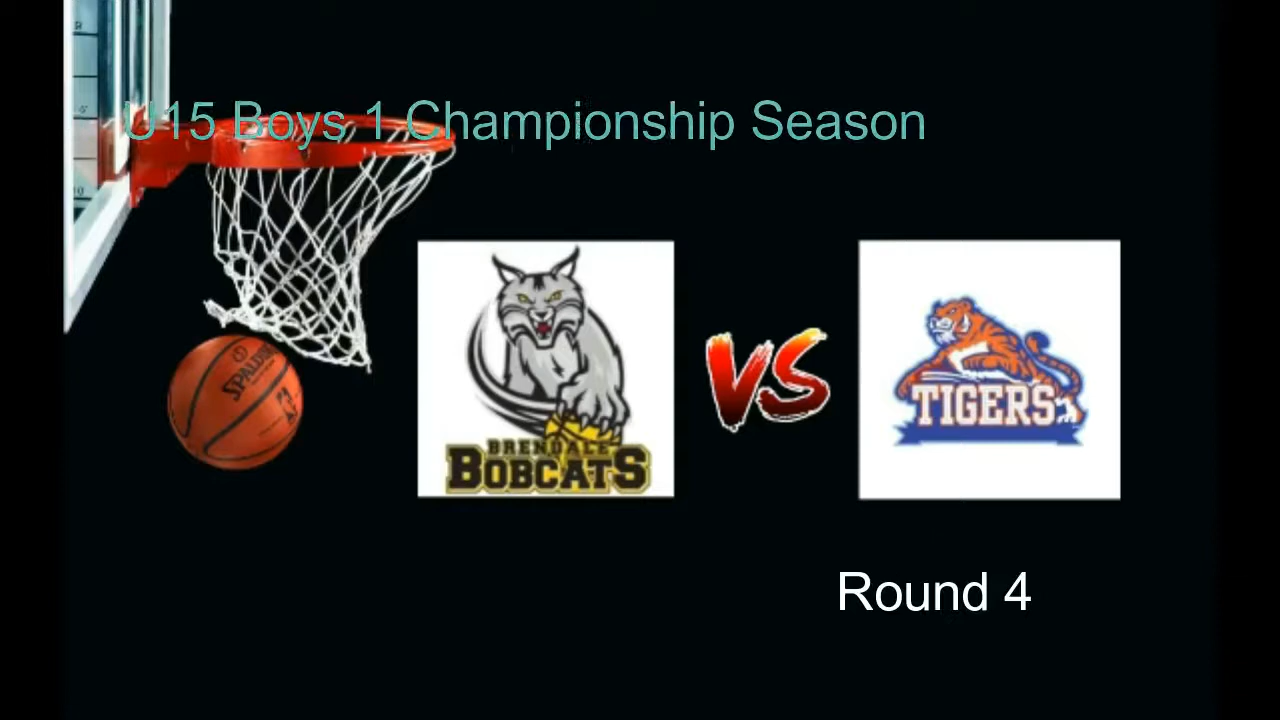 U15 Boys 1 Championship Season
SPALDING
BRENDALE
BOBCATS
VS
TIGERS
Round 4